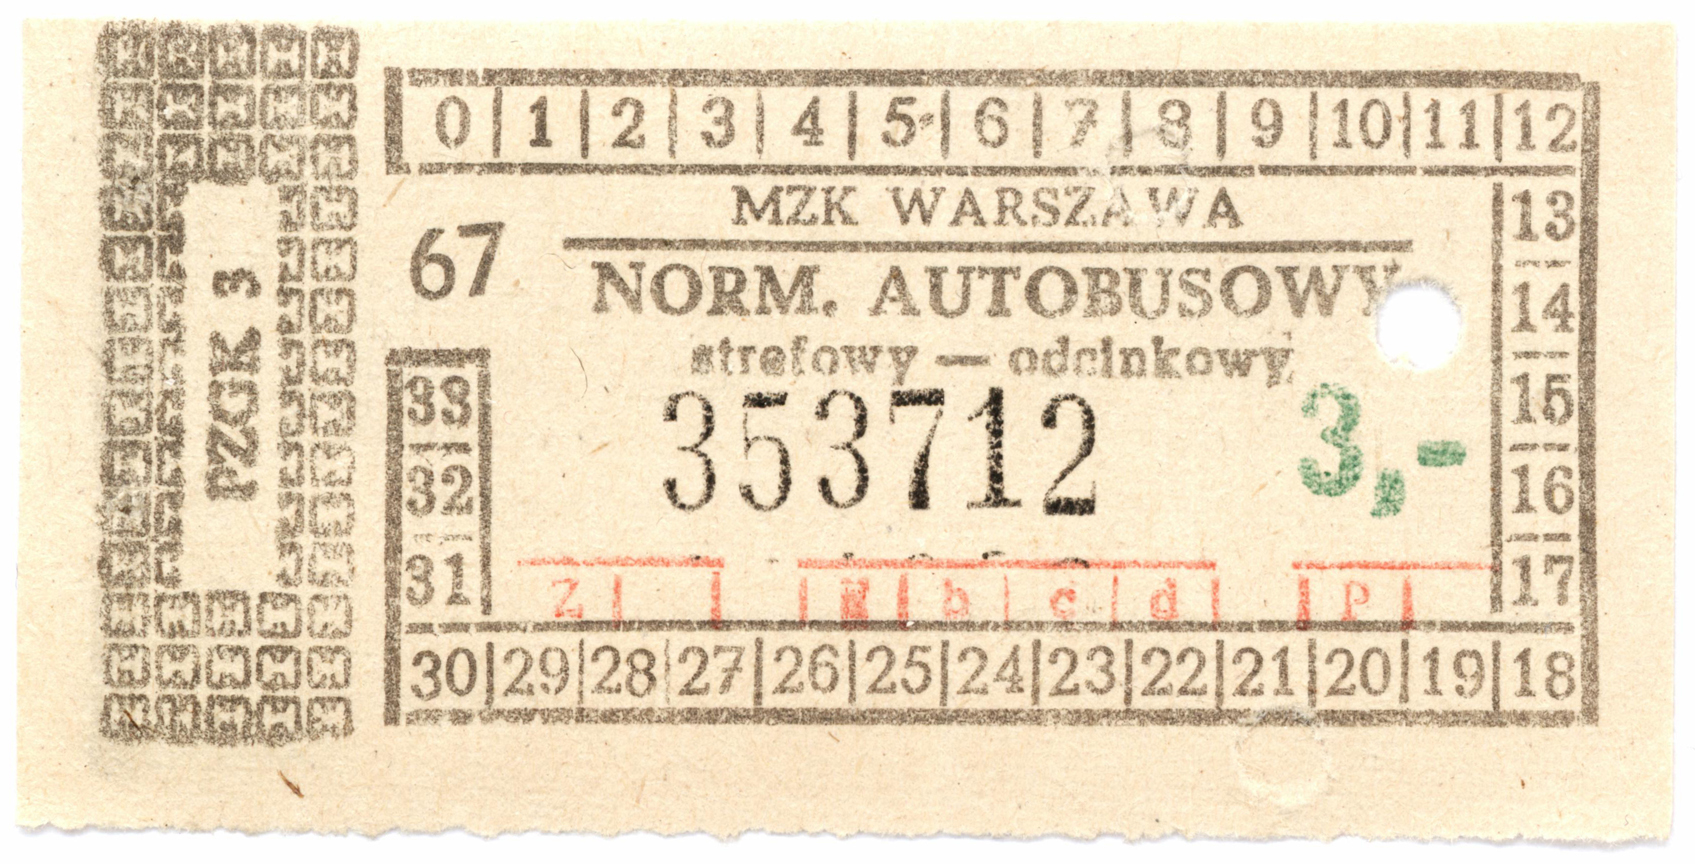 PZGK 3
0 1 2 3 4 5 6 7 8 9 10 11 12
MZK WARSZAWA
13
67
NORM. AUTOBUSOWY
14
strefowy — odcinkowy
33
353712
3,-
15
32
16
31
Z N b c d P
17
30 29 28 27 26 25 24 23 22 21 20 19 18